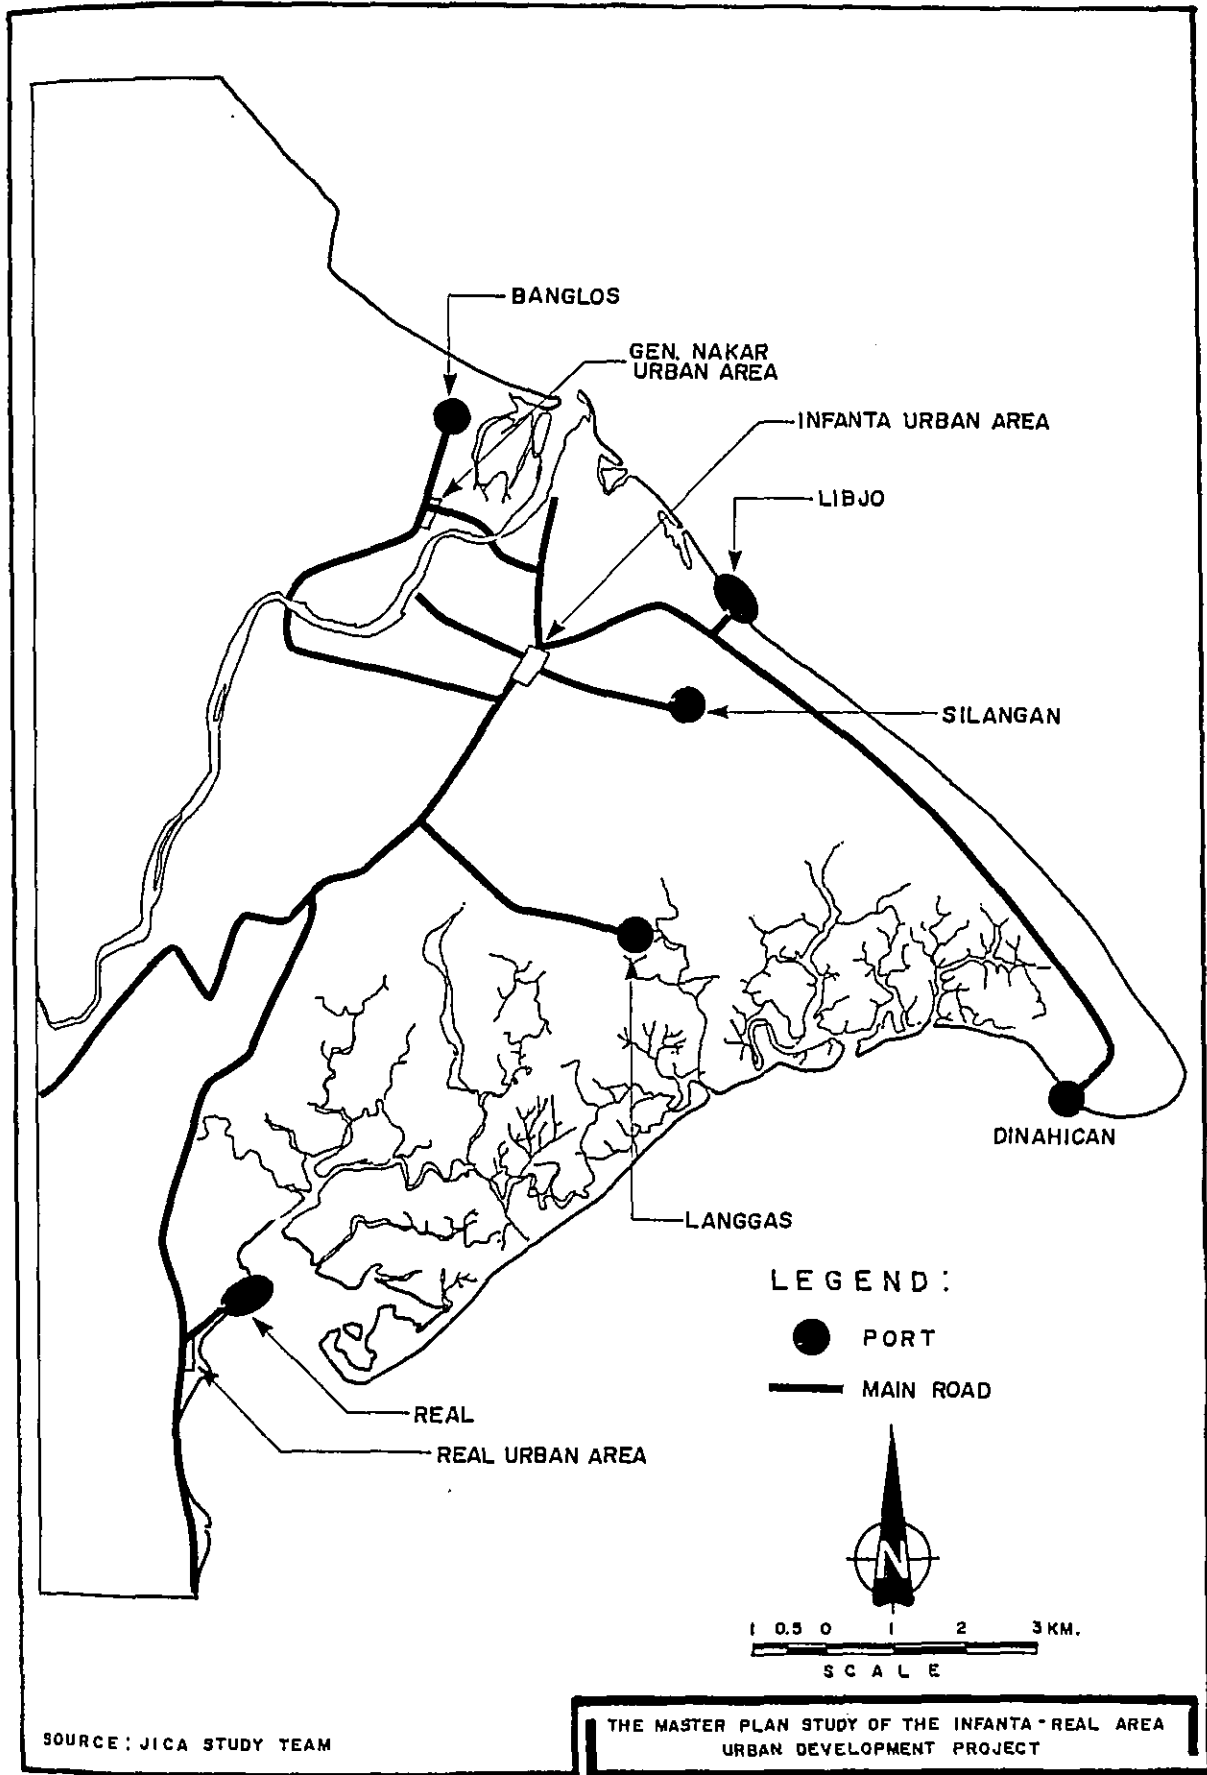 BANGLOS
GEN. NAKAR
URBAN AREA
INFANTA URBAN AREA
LIBJO
SILANGAN
DINAHICAN
LANGGAS
LEGEND:
PORT
MAIN ROAD
REAL
REAL URBAN AREA
N
1 0.5 0 1 2 3 KM.
SCALE
SOURCE: JICA STUDY TEAM
THE MASTER PLAN STUDY OF THE INFANTA-REAL AREA
URBAN DEVELOPMENT PROJECT